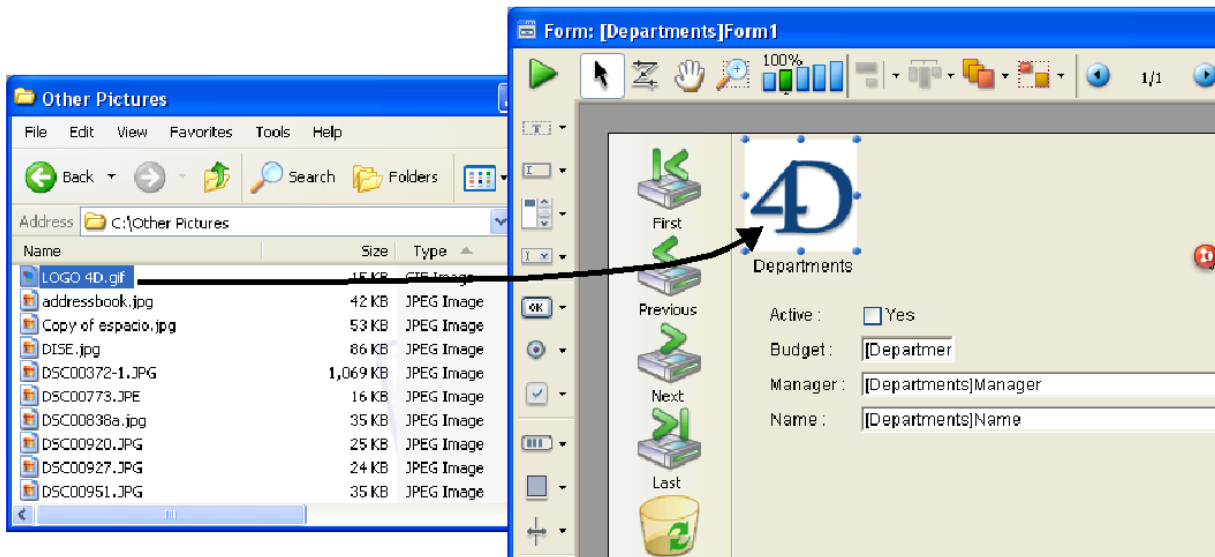 Other Pictures
File Edit View Favorites Tools Help
Back Search Folders
Address C:\Other Pictures
Name Size Type
LOGO 4D.gif 15 KB GIF Image
addressbook.jpg 42 KB JPEG Image
Copy of espacio.jpg 53 KB JPEG Image
DISE.jpg 86 KB JPEG Image
DSC00372-1.JPG 1,069 KB JPEG Image
DSC00773.JPE 16 KB JPEG Image
DSC00838a.jpg 35 KB JPEG Image
DSC00920.JPG 25 KB JPEG Image
DSC00927.JPG 24 KB JPEG Image
DSC00951.JPG 35 KB JPEG Image
Form: [Departments]Form1
100%
1/1
T
I
I
OK
First
Previous
Next
Last
4D
Departments
Active : Yes
Budget : [Departmer
Manager : [Departments]Manager
Name : [Departments]Name